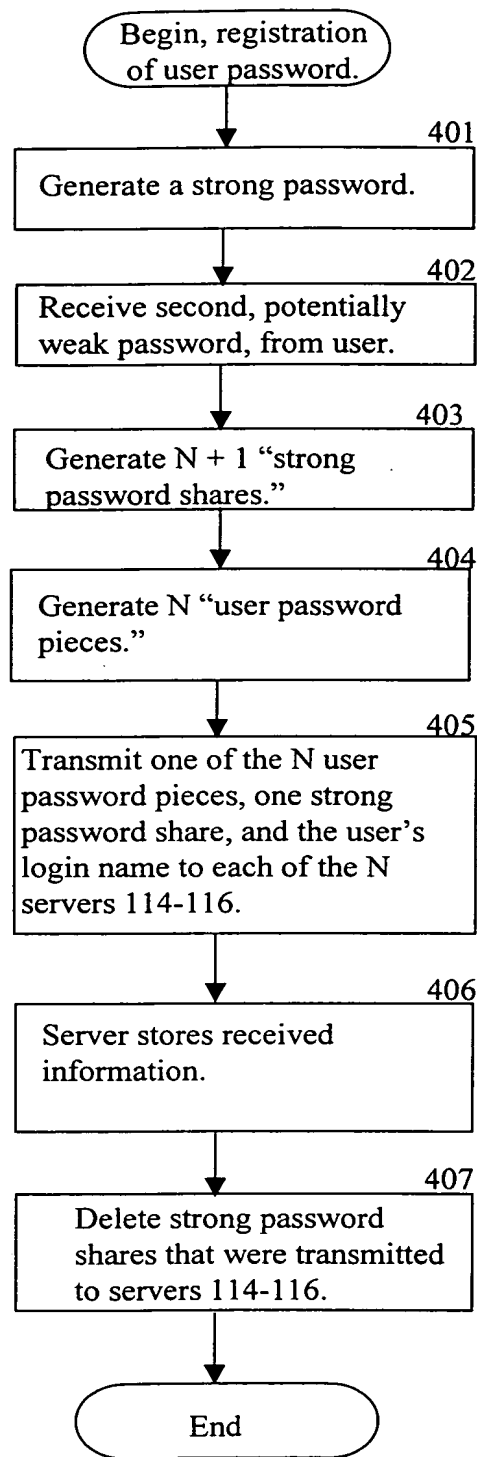 Begin, registration
of user password.
401
Generate a strong password.
402
Receive second, potentially
weak password, from user.
403
Generate N + 1 “strong
password shares.”
404
Generate N “user password
pieces.”
405
Transmit one of the N user
password pieces, one strong
password share, and the user’s
login name to each of the N
servers 114-116.
406
Server stores received
information.
407
Delete strong password
shares that were transmitted
to servers 114-116.
End